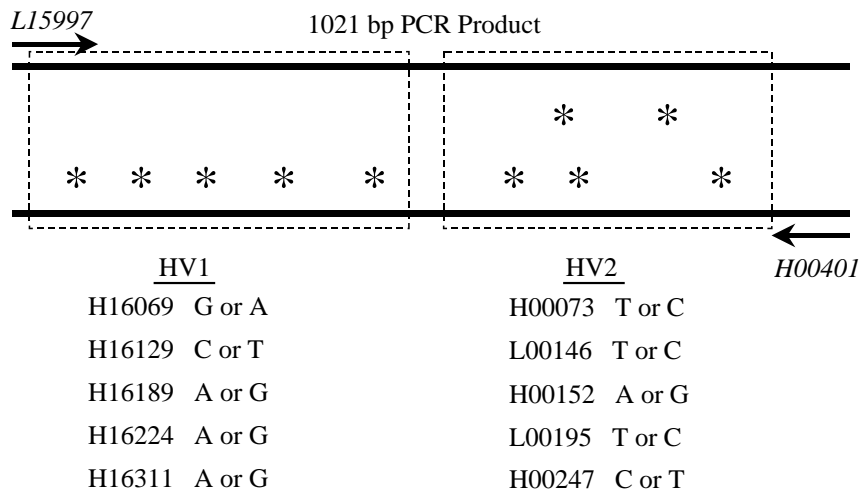 L15997
1021 bp PCR Product
* *
* * * * * * * *
H00401
HV1
H16069 G or A
H16129 C or T
H16189 A or G
H16224 A or G
H16311 A or G
HV2
H00073 T or C
L00146 T or C
H00152 A or G
L00195 T or C
H00247 C or T